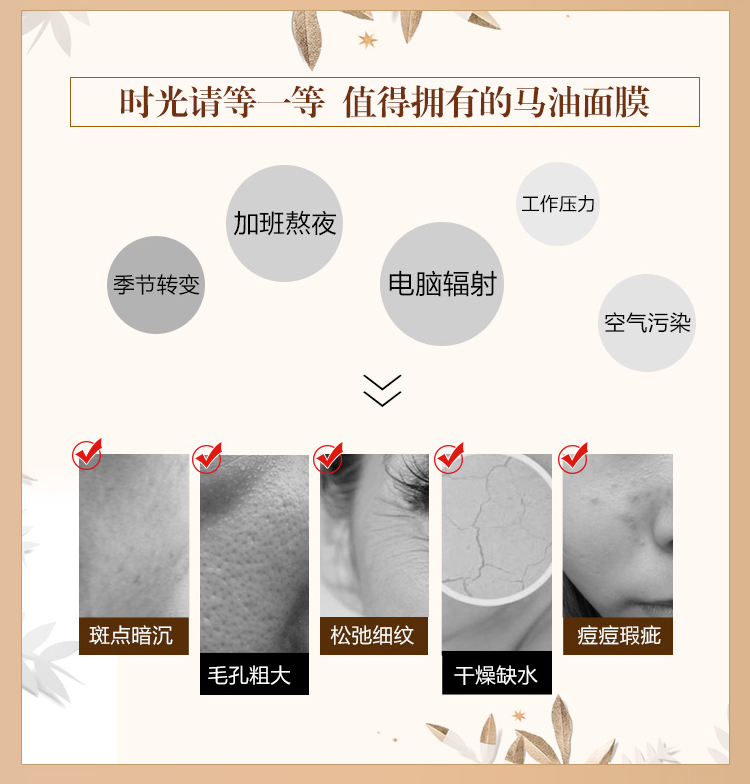 时光请等一等 值得拥有的马油面膜
工作压力
加班熬夜
季节转变
电脑辐射
空气污染
斑点暗沉
毛孔粗大
松弛细纹
干燥缺水
痘痘瑕疵